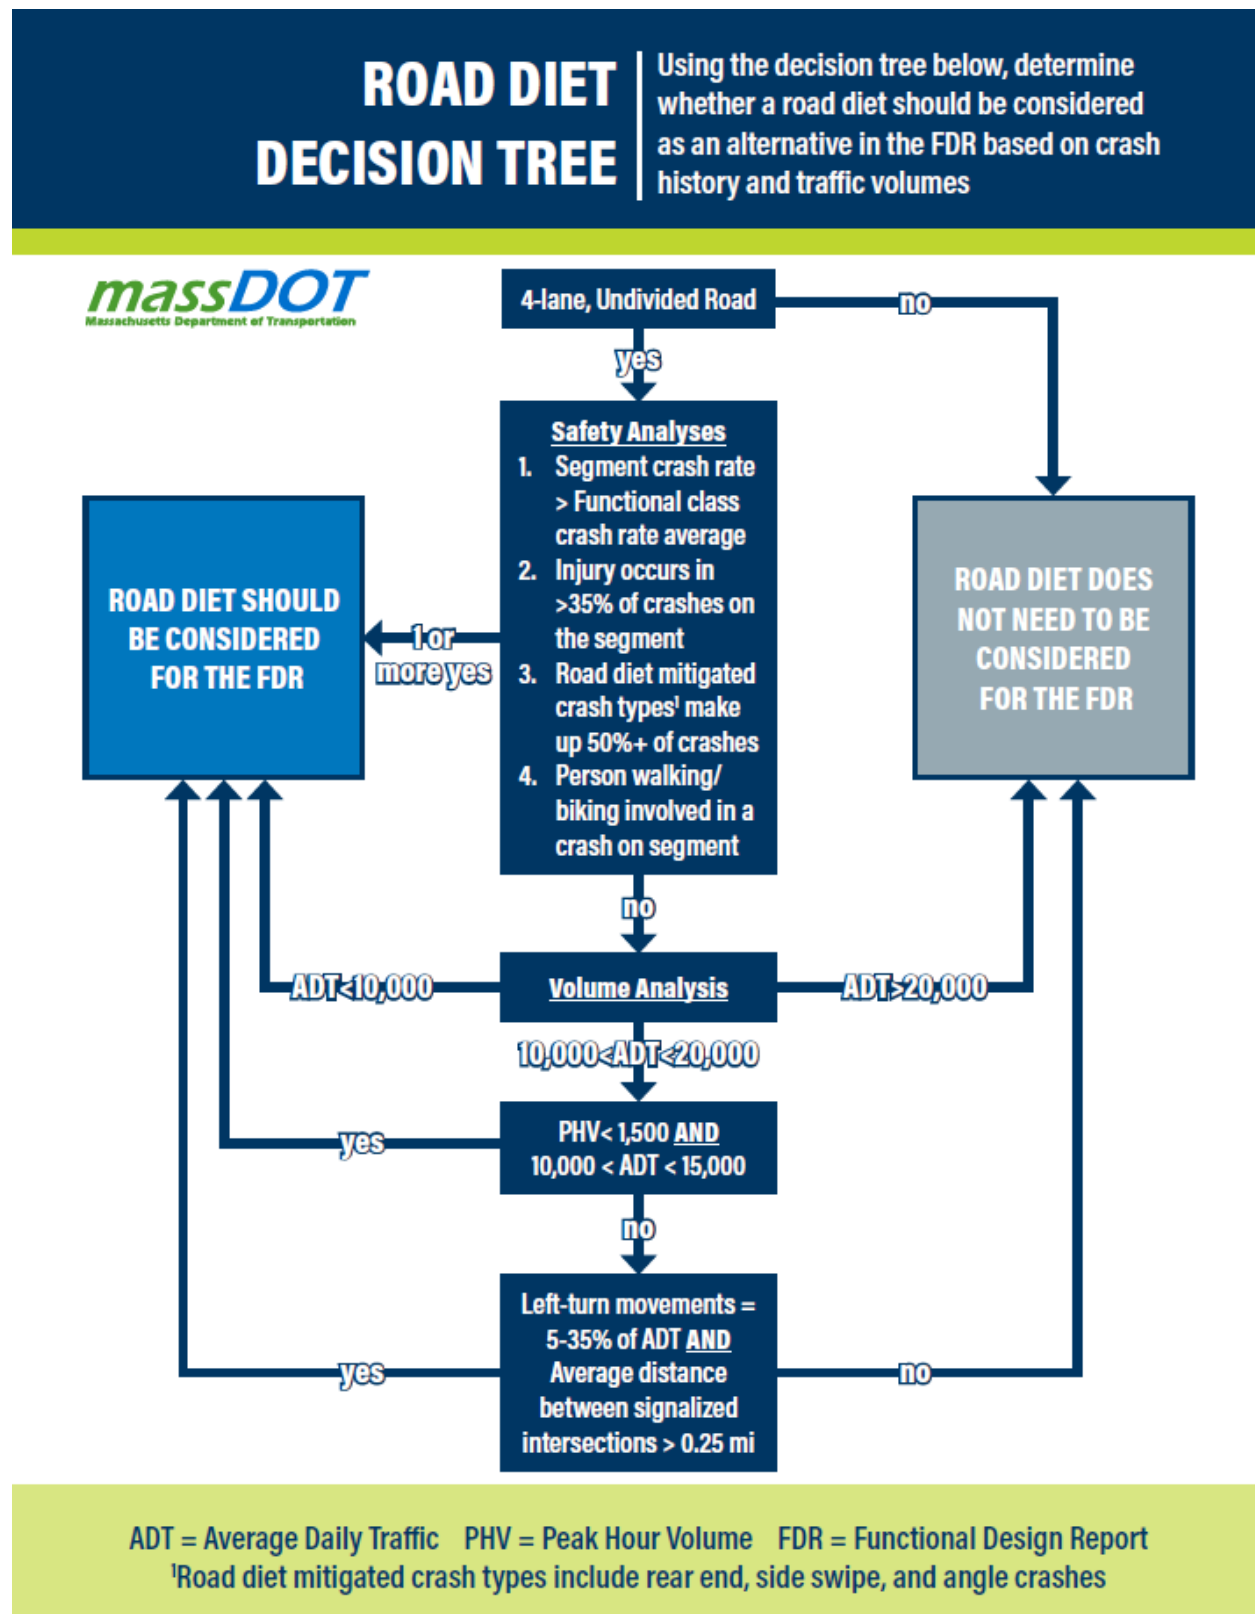 ROAD DIET
DECISION TREE
Using the decision tree below, determine
whether a road diet should be considered
as an alternative in the FDR based on crash
history and traffic volumes
massDOT
Massachusetts Department of Transportation
4-lane, Undivided Road
no
yes
Safety Analyses
1. Segment crash rate
> Functional class
crash rate average
2. Injury occurs in
>35% of crashes on
the segment
3. Road diet mitigated
crash types¹ make
up 50%+ of crashes
4. Person walking/
biking involved in a
crash on segment
1 or
more yes
ROAD DIET SHOULD
BE CONSIDERED
FOR THE FDR
ROAD DIET DOES
NOT NEED TO BE
CONSIDERED
FOR THE FDR
no
ADT<10,000
Volume Analysis
ADT>20,000
10,000<ADT<20,000
yes
PHV< 1,500 AND
10,000 < ADT < 15,000
no
Left-turn movements =
5-35% of ADT AND
Average distance
between signalized
intersections > 0.25 mi
yes
no
ADT = Average Daily Traffic PHV = Peak Hour Volume FDR = Functional Design Report
¹Road diet mitigated crash types include rear end, side swipe, and angle crashes